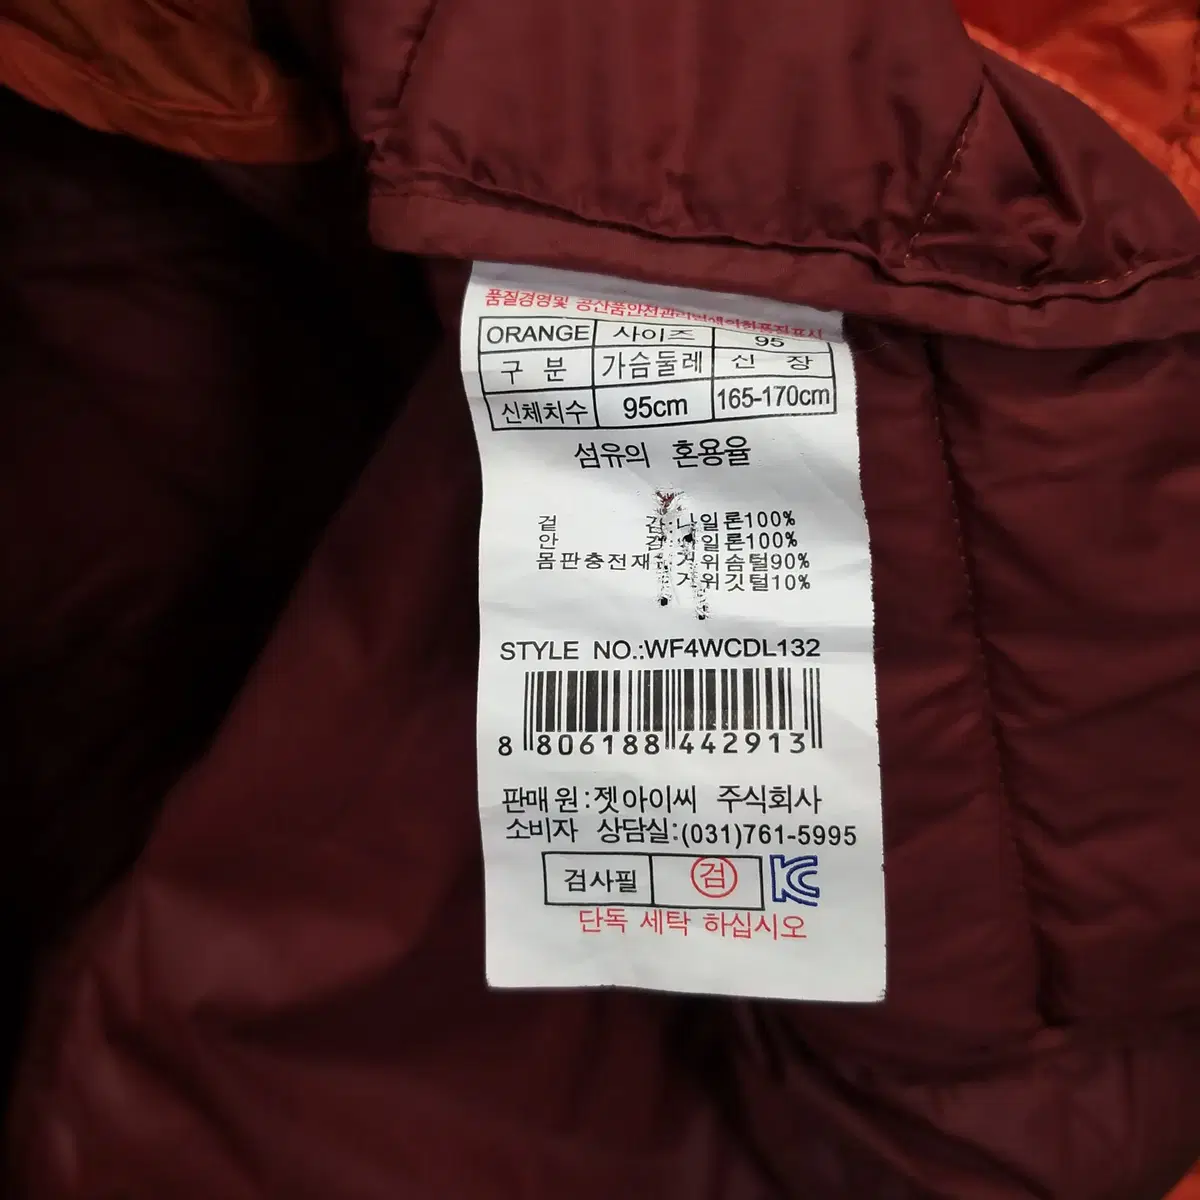 품질경영및 공산품안전관리법에의한품질표시
ORANGE 사이즈 95
구 분 가슴둘레 신 장
신체치수 95cm 165-170cm
섬유의 혼용율
겉 감:나일론100%
안 감 일론100%
몸판충전재 거위솜털90%
거위깃털10%
STYLE NO.:WF4WCDL132
8 806188 442913
판매원:젯아이씨 주식회사
소비자 상담실:(031)761-5995
검사필 검
단독 세탁 하십시오